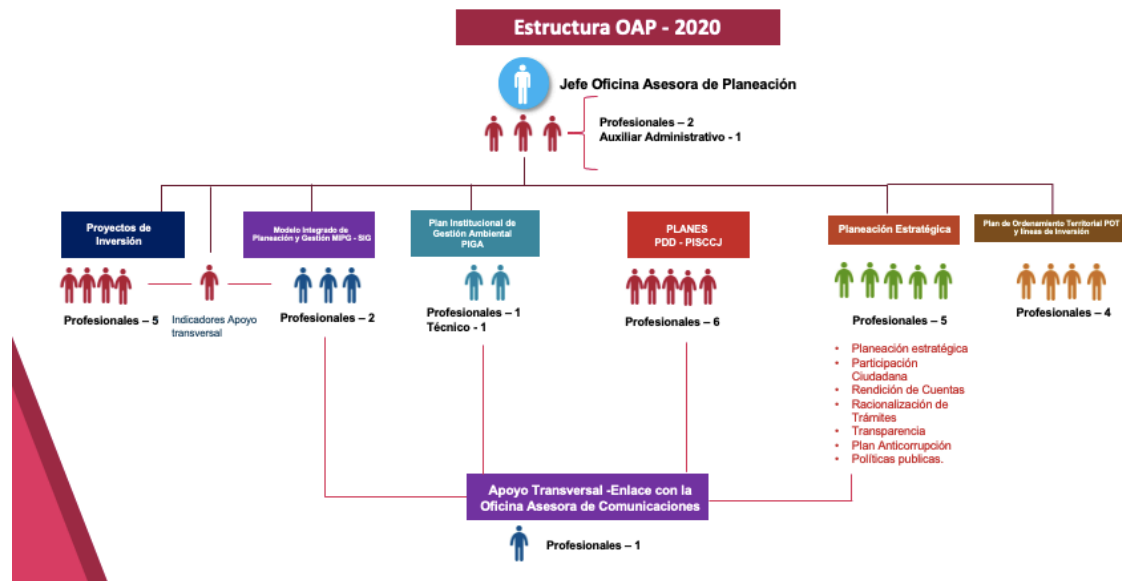 Estructura OAP - 2020
Jefe Oficina Asesora de Planeación
Profesionales – 2
Auxiliar Administrativo - 1
Proyectos de
Inversión
Profesionales – 5
Indicadores Apoyo
transversal
Modelo Integrado de
Planeación y Gestión MIPG - SIG
Profesionales – 2
Plan Institucional de
Gestión Ambiental
PIGA
Profesionales – 1
Técnico - 1
PLANES
PDD - PISCCJ
Profesionales – 6
Planeación Estratégica
Profesionales – 5
• Planeación estratégica
• Participación
Ciudadana
• Rendición de Cuentas
• Racionalización de
Trámites
• Transparencia
• Plan Anticorrupción
• Políticas publicas.
Plan de Ordenamiento Territorial POT
y líneas de Inversión
Profesionales – 4
Apoyo Transversal -Enlace con la
Oficina Asesora de Comunicaciones
Profesionales – 1